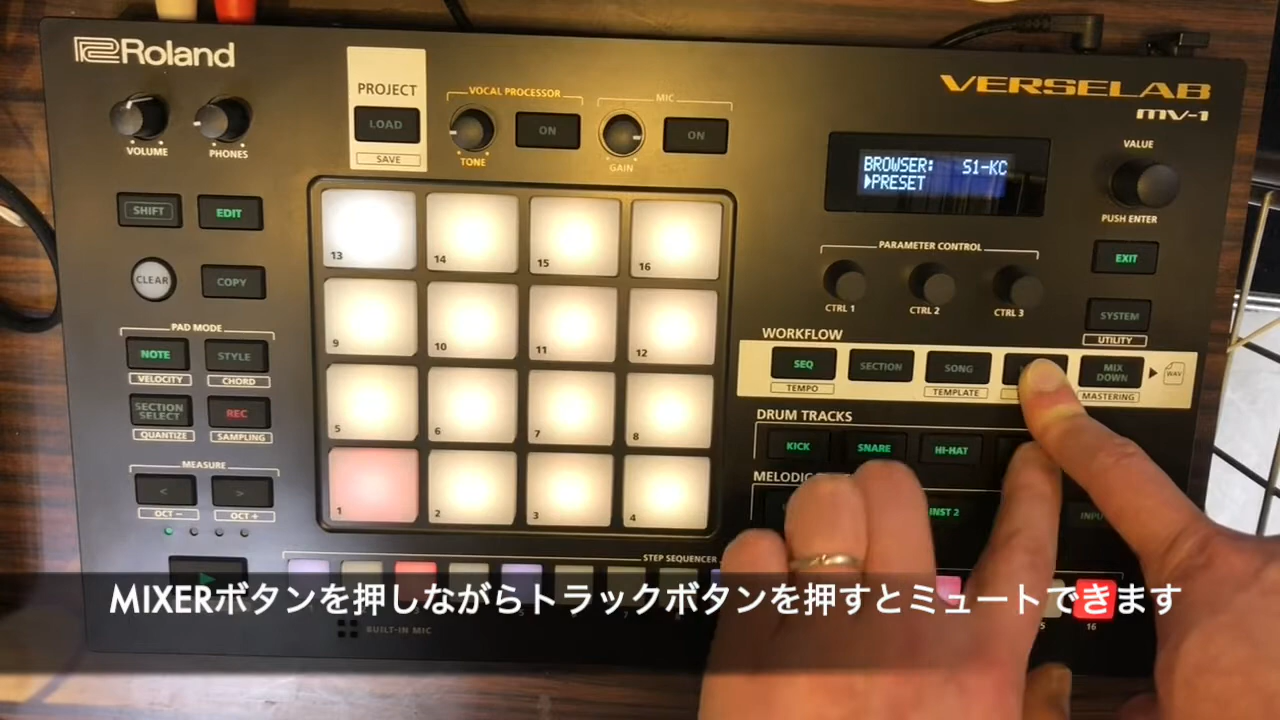 Roland
VERSELAB
MV-1
PROJECT
LOAD
SAVE
VOCAL PROCESSOR
ON
TONE
MIC
ON
GAIN
VOLUME
PHONES
VALUE
PUSH ENTER
BROWSER: S1-KC
PRESET
SHIFT
EDIT
CLEAR
COPY
PARAMETER CONTROL
CTRL 1
CTRL 2
CTRL 3
EXIT
SYSTEM
UTILITY
PAD MODE
NOTE
STYLE
VELOCITY
CHORD
SECTION SELECT
REC
QUANTIZE
SAMPLING
MEASURE
<
>
OCT −
OCT +
13
14
15
16
9
10
11
12
5
6
7
8
1
2
3
4
WORKFLOW
SEQ
SECTION
SONG
MIX DOWN
WAV
TEMPO
TEMPLATE
MASTERING
DRUM TRACKS
KICK
SNARE
HI-HAT
INST 2
STEP SEQUENCER
16
BUILT-IN MIC
MIXERボタンを押しながらトラックボタンを押すとミュートできます